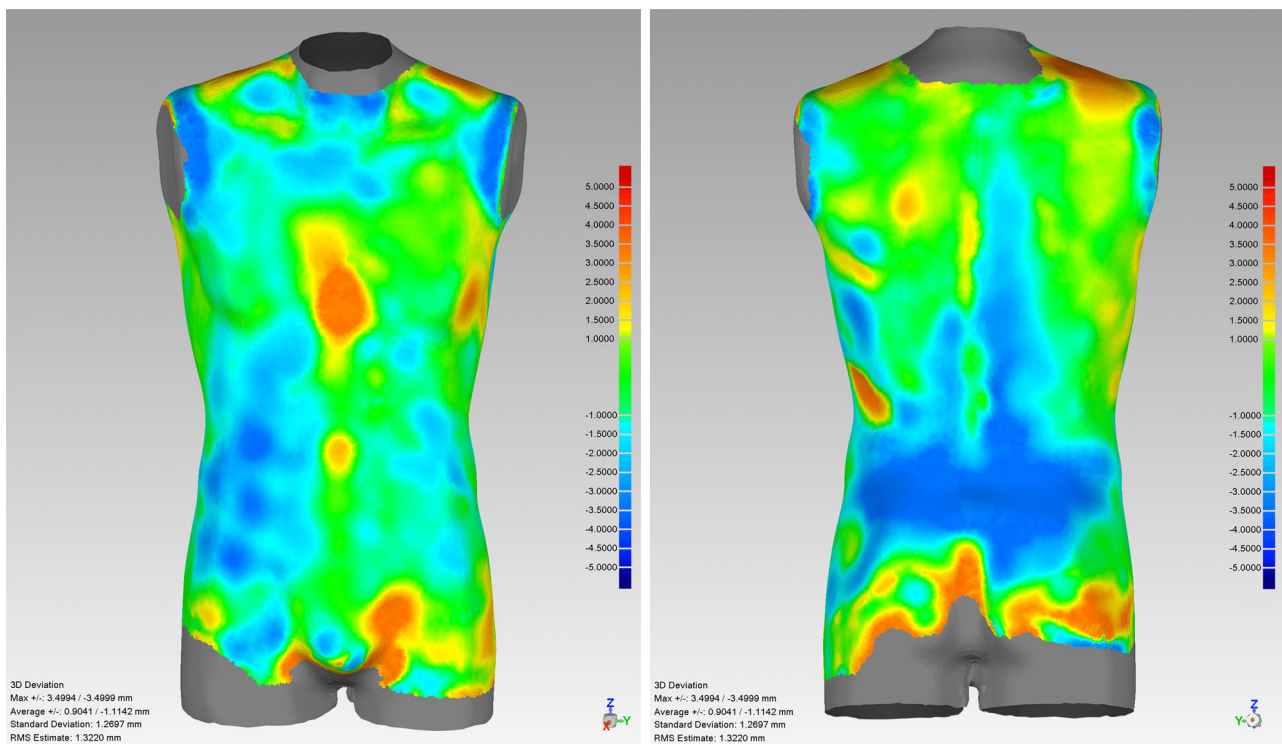 5.0000
4.5000
4.0000
3.5000
3.0000
2.5000
2.0000
1.5000
1.0000
-1.0000
-1.5000
-2.0000
-2.5000
-3.0000
-3.5000
-4.0000
-4.5000
-5.0000
3D Deviation
Max +/-: 3.4994 / -3.4999 mm
Average +/-: 0.9041 / -1.1142 mm
Standard Deviation: 1.2697 mm
RMS Estimate: 1.3220 mm
Z
X
Y
5.0000
4.5000
4.0000
3.5000
3.0000
2.5000
2.0000
1.5000
1.0000
-1.0000
-1.5000
-2.0000
-2.5000
-3.0000
-3.5000
-4.0000
-4.5000
-5.0000
3D Deviation
Max +/-: 3.4994 / -3.4999 mm
Average +/-: 0.9041 / -1.1142 mm
Standard Deviation: 1.2697 mm
RMS Estimate: 1.3220 mm
Z
Y